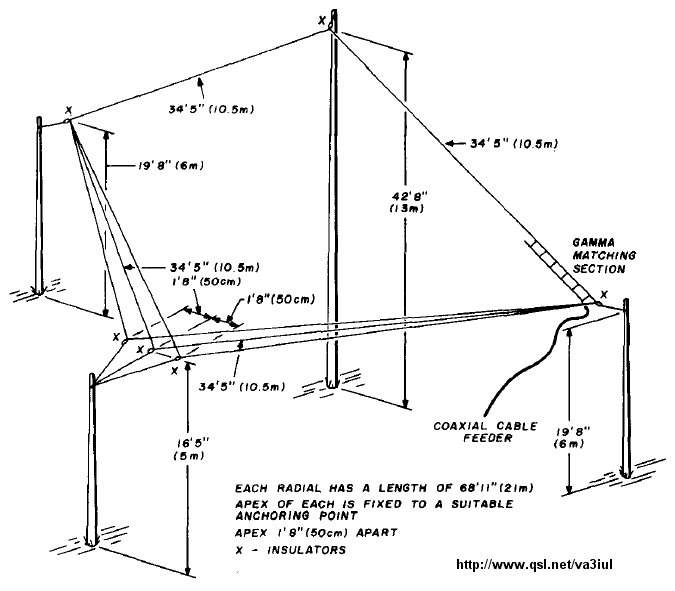 X
X
34'5" (10.5m)
34'5" (10.5m)
19'8" (6m)
42'8"
(13m)
GAMMA
MATCHING
SECTION
34'5" (10.5m)
1'8" (50cm)
1'8" (50cm)
X
X
X
X
34'5" (10.5m)
COAXIAL CABLE
FEEDER
19'8"
(6m)
16'5"
(5m)
EACH RADIAL HAS A LENGTH OF 68'11" (21m)
APEX OF EACH IS FIXED TO A SUITABLE
ANCHORING POINT
APEX 1'8" (50cm) APART
X - INSULATORS
http://www.qsl.net/va3iul